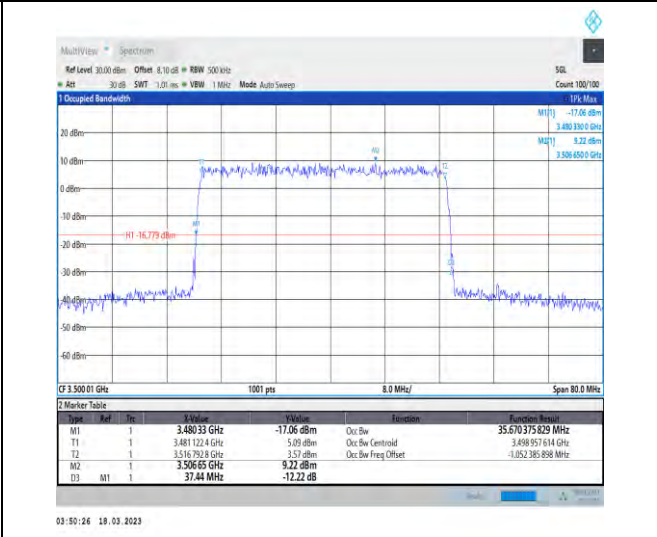 MultiView Spectrum
Ref Level 30.00 dBm Offset 8.10 dB RBW 500 kHz SGL
Att 30 dB SWT 1.01 ms VBW 1 MHz Mode Auto Sweep Count 100/100
1 Occupied Bandwidth 1Pk Max
M1[1] -17.06 dBm
3.480 330 0 GHz
M2[1] 9.22 dBm
3.506 650 0 GHz
20 dBm
10 dBm
0 dBm
-10 dBm
H1 -16.779 dBm
-20 dBm
-30 dBm
-40 dBm
-50 dBm
-60 dBm
M2
T2
M1
CF 3.500 01 GHz 1001 pts 8.0 MHz/ Span 80.0 MHz
2 Marker Table
Type Ref Trc X-Value Y-Value Function Function Result
M1 1 3.480 33 GHz -17.06 dBm Occ Bw 35.670 375 829 MHz
T1 1 3.481 122 4 GHz 5.09 dBm Occ Bw Centroid 3.498 957 614 GHz
T2 1 3.516 792 8 GHz 3.57 dBm Occ Bw Freq Offset -1.052 385 898 MHz
M2 1 3.506 65 GHz 9.22 dBm
D3 M1 1 37.44 MHz -12.22 dB
03:50:26 18.03.2023